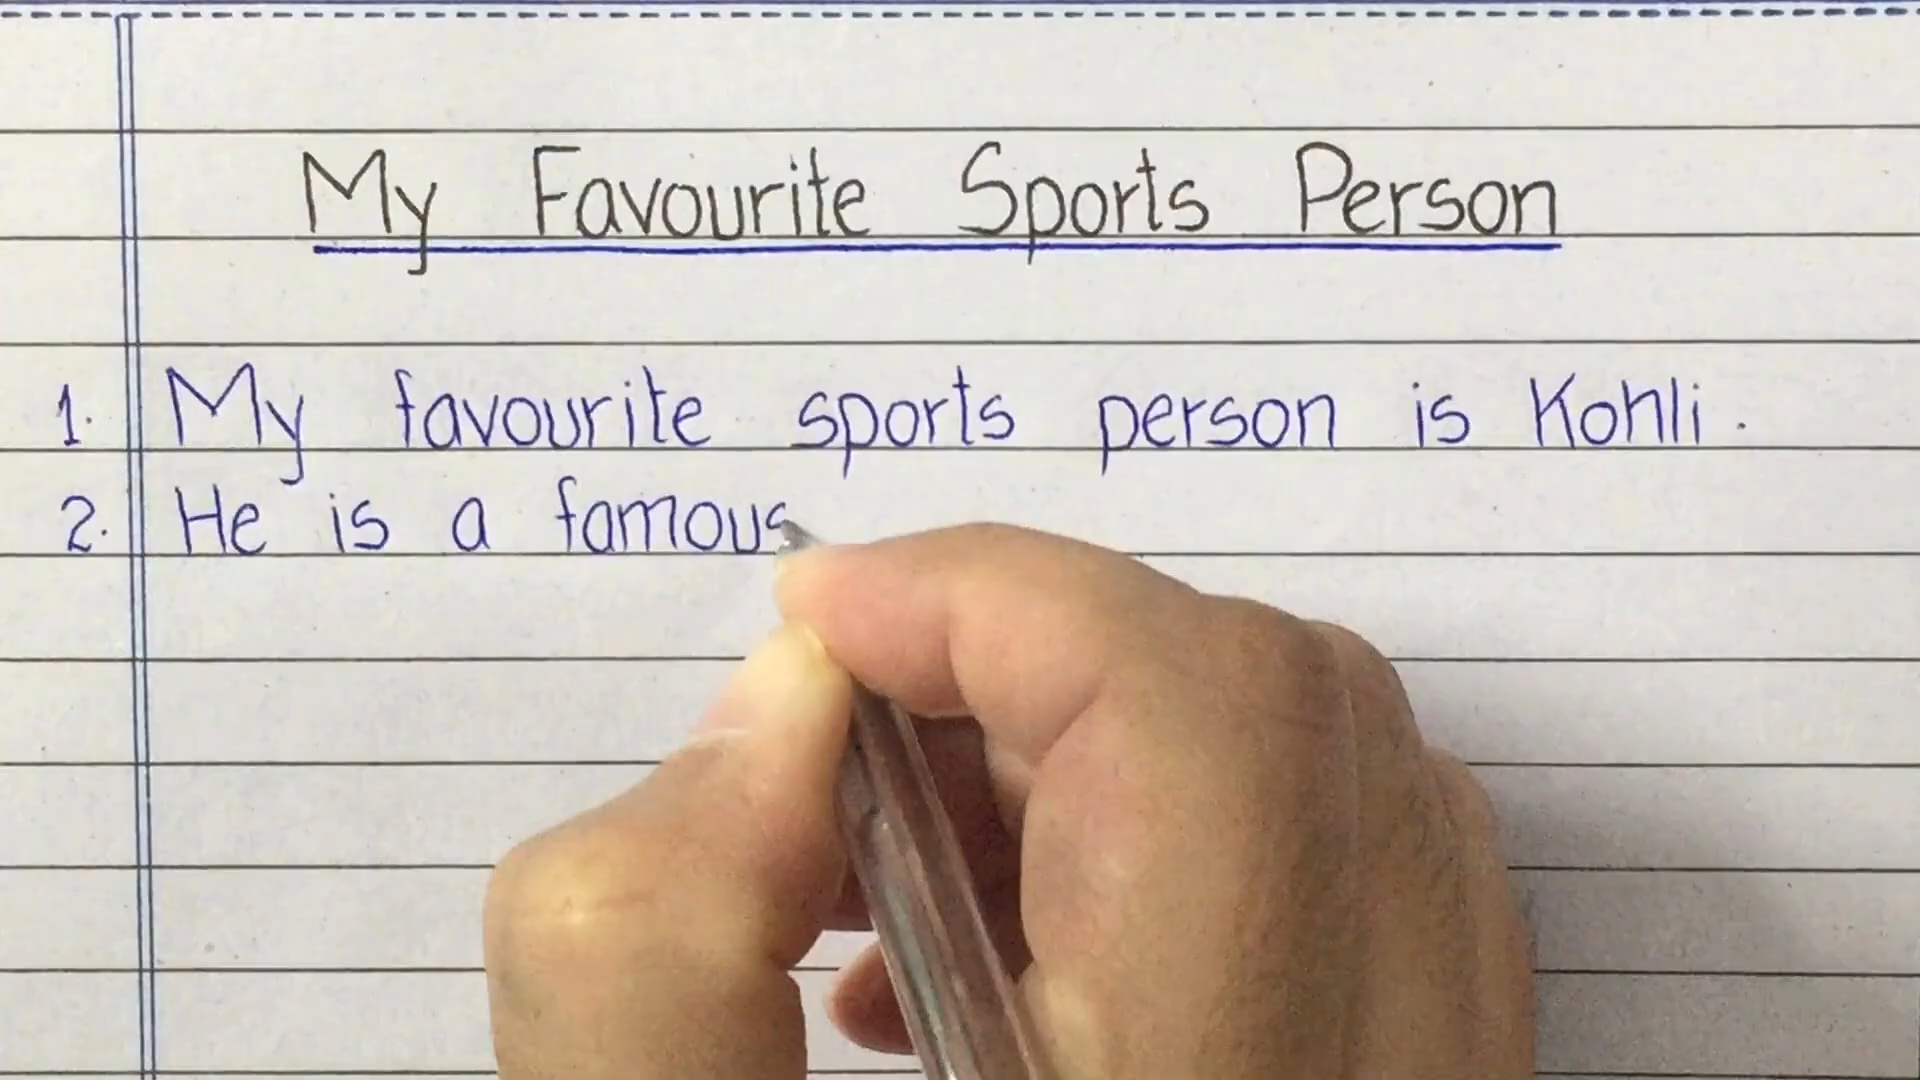 My Favourite Sports Person
1. My favourite sports person is Kohli.
2. He is a famous